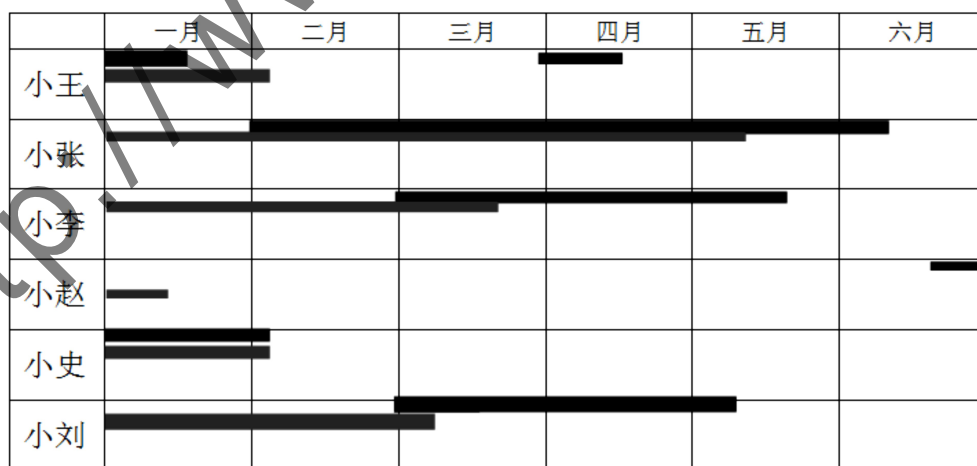 一月 二月 三月 四月 五月 六月
小王
小张
小李
小赵
小史
小刘
tp://w